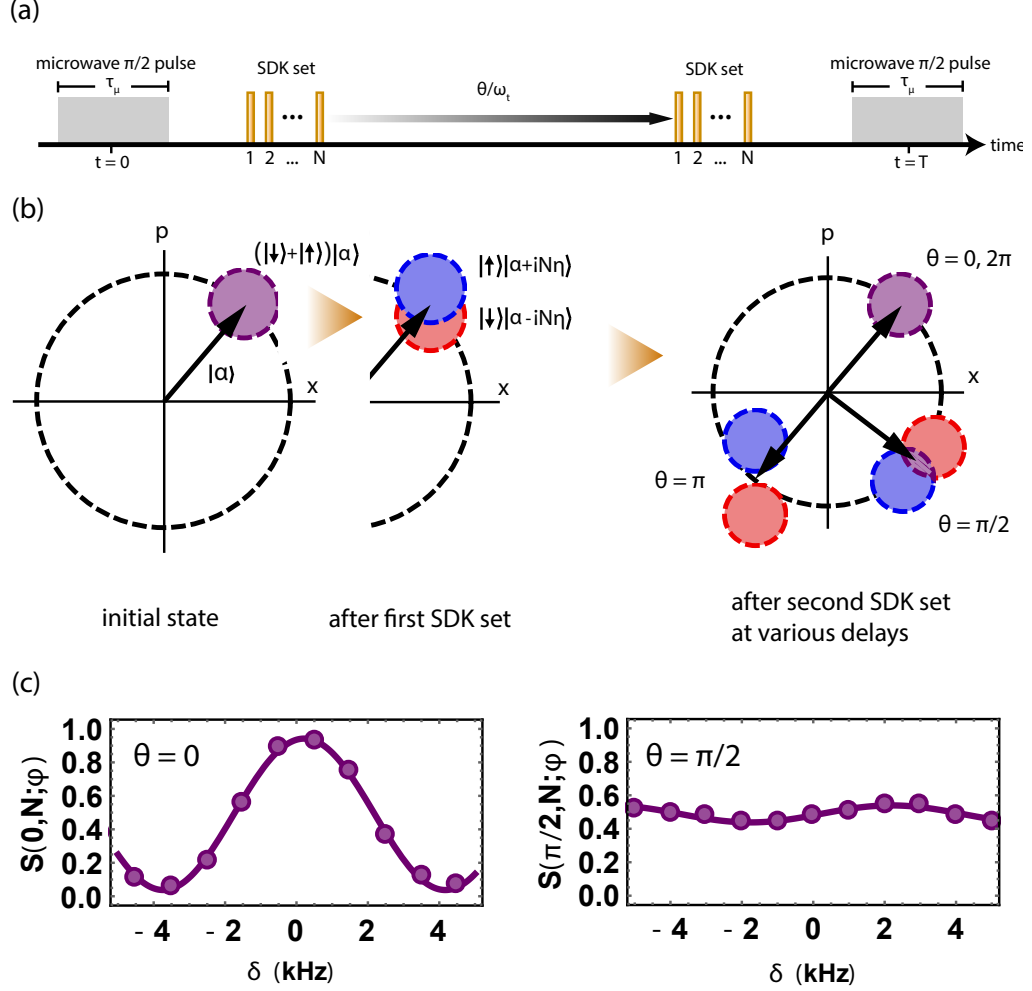 (a)
microwave π/2 pulse
τμ
SDK set
θ/ωt
SDK set
microwave π/2 pulse
τμ
1 2 ... N
1 2 ... N
t = 0
t = T
time
(b)
p
(|↓⟩+|↑⟩)|α⟩
|α⟩
x
|↑⟩|α+iNη⟩
|↓⟩|α-iNη⟩
x
p
θ = 0, 2π
x
θ = π
θ = π/2
initial state
after first SDK set
after second SDK set
at various delays
(c)
S(0,N;φ)
1.0
0.8
0.6
0.4
0.2
0.0
θ = 0
- 4 - 2 0 2 4
δ (kHz)
S(π/2,N;φ)
1.0
0.8
0.6
0.4
0.2
0.0
θ = π/2
- 4 - 2 0 2 4
δ (kHz)